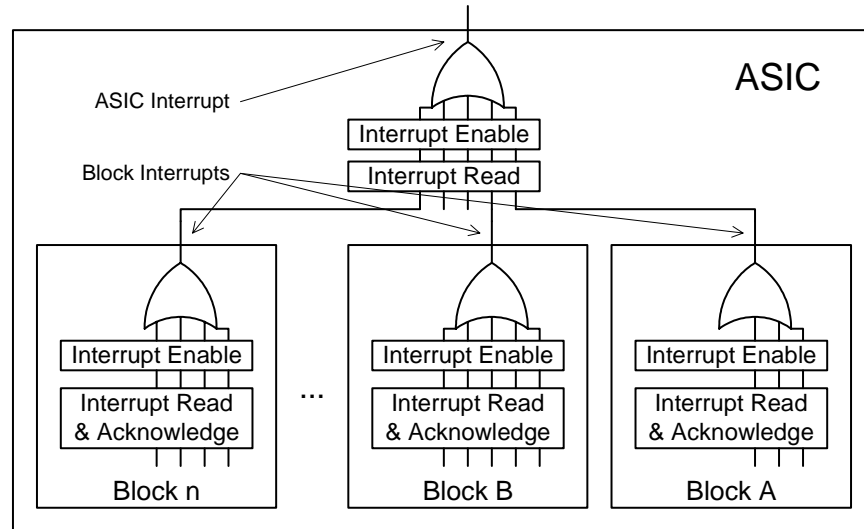 ASIC
ASIC Interrupt
Interrupt Enable
Block Interrupts
Interrupt Read
Interrupt Enable
Interrupt Read
& Acknowledge
Block n
...
Interrupt Enable
Interrupt Read
& Acknowledge
Block B
Interrupt Enable
Interrupt Read
& Acknowledge
Block A